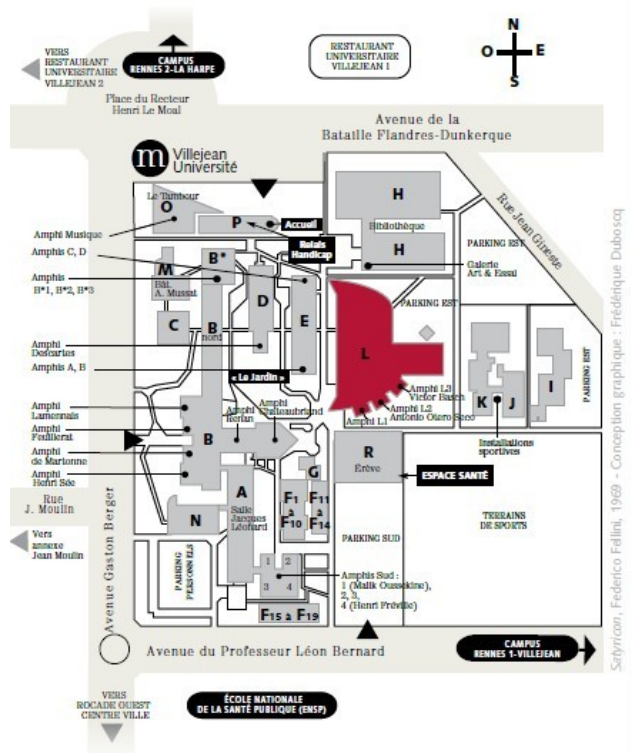 N
O E
S
VERS
RESTAURANT
UNIVERSITAIRE
VILLEJEAN 2
CAMPUS
RENNES 2-LA HARPE
RESTAURANT
UNIVERSITAIRE
VILLEJEAN 1
Place du Recteur
Henri Le Moal
Avenue de la
Bataille Flandres-Dunkerque
Rue Jean Gineste
m Villejean
Université
Le Tambour
O
P
Accueil
Relais
Handicap
H
Bibliothèque
H
PARKING EST
Galerie
Art & Essai
Amphi Musique
Amphis C, D
Amphis
B*1, B*2, B*3
M
Bât.
A. Mussat
B*
D
E
C
B
nord
PARKING EST
L
Amphi
Descartes
Amphis A, B
« Le Jardin »
K
J
I
PARKING EST
Installations
sportives
Amphi L3
Victor Basch
Amphi L2
Antonio Otero Seco
Amphi L1
Amphi
Lamennais
Amphi
Feuillerat
Amphi
de Martonne
Amphi
Henri Sée
B
Amphi
Renan
Amphi
Chateaubriand
R
Érève
ESPACE SANTÉ
G
F1
à
F10
F11
à
F14
A
Salle
Jacques
Léonard
N
Rue
J. Moulin
Vers
annexe
Jean Moulin
Avenue Gaston Berger
PARKING
PERSONNELS
1 2
3 4
Amphis Sud :
1 (Malik Oussekine),
2, 3,
4 (Henri Fréville)
F15 à F19
PARKING SUD
TERRAINS
DE SPORTS
Avenue du Professeur Léon Bernard
CAMPUS
RENNES 1-VILLEJEAN
VERS
ROCADE OUEST
CENTRE VILLE
ÉCOLE NATIONALE
DE LA SANTÉ PUBLIQUE (ENSP)
Satyricon, Federico Fellini, 1969 - Conception graphique : Frédérique Duboscq